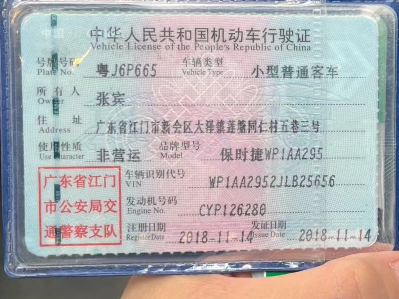 中华人民共和国机动车行驶证
Vehicle License of the People's Republic of China
号牌号码 粤J6P665 车辆类型 小型普通客车
Plate No. Vehicle Type
所有人 张宾
Owner
住址 广东省江门市新会区大泽镇莲塘同仁村五巷三号
Address
使用性质 非营运 品牌型号 保时捷WP1AA295
Use Character Model
车辆识别代号 WP1AA2952JLB25656
VIN
广东省江门
市公安局交
通警察支队
发动机号码 CYP126280
Engine No.
注册日期 2018-11-14 发证日期 2018-11-14
Register Date Issue Date